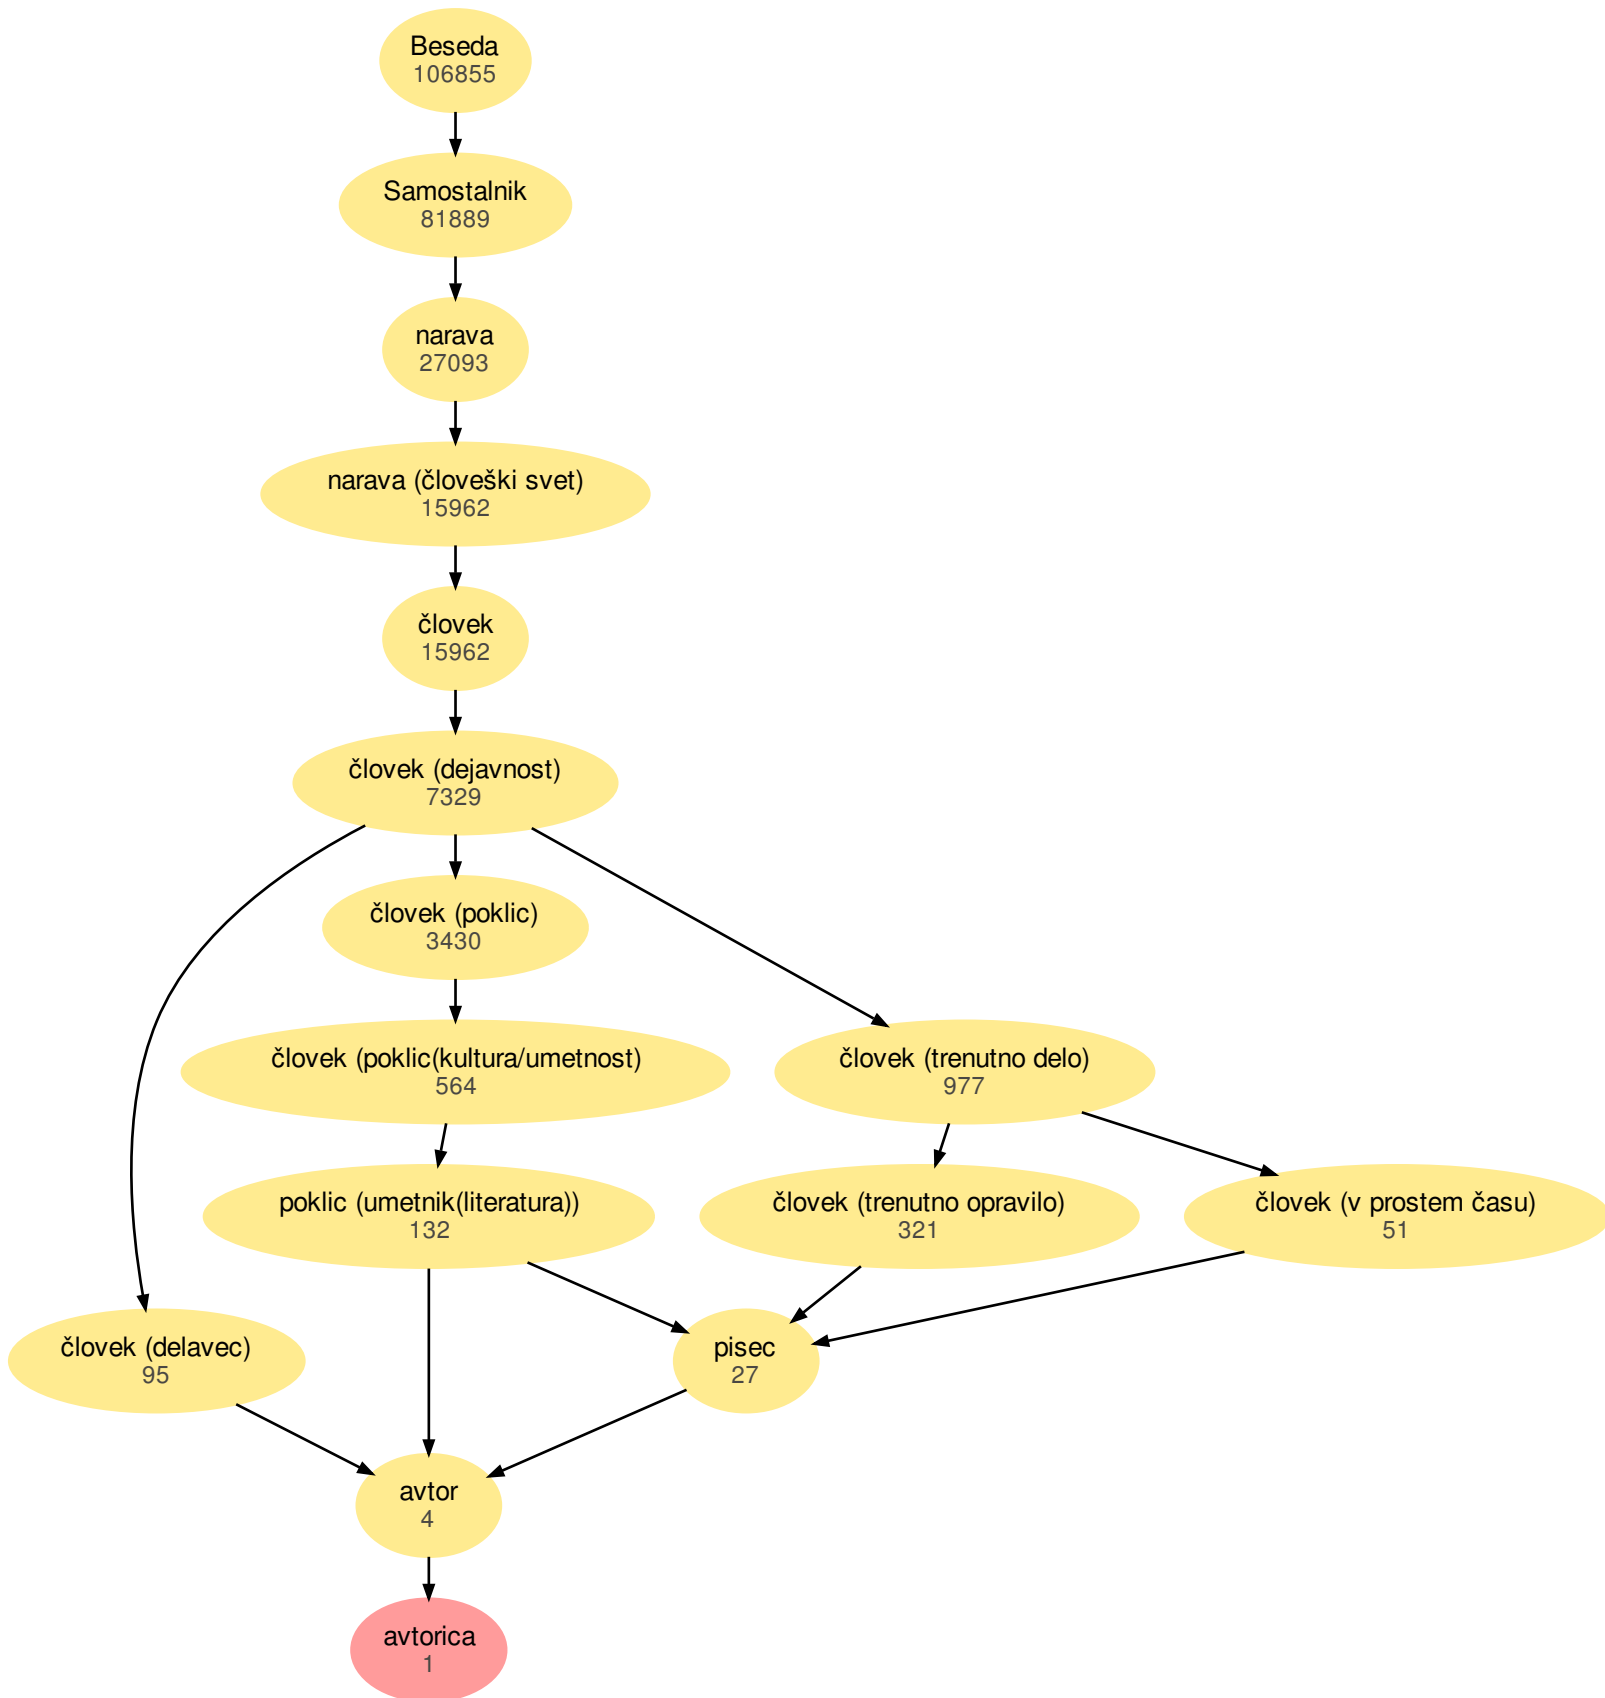 Beseda
106855
Samostalnik
81889
narava
27093
narava (človeški svet)
15962
človek
15962
človek (dejavnost)
7329
človek (poklic)
3430
človek (poklic(kultura/umetnost)
564
človek (trenutno delo)
977
poklic (umetnik(literatura))
132
človek (trenutno opravilo)
321
človek (v prostem času)
51
človek (delavec)
95
pisec
27
avtor
4
avtorica
1